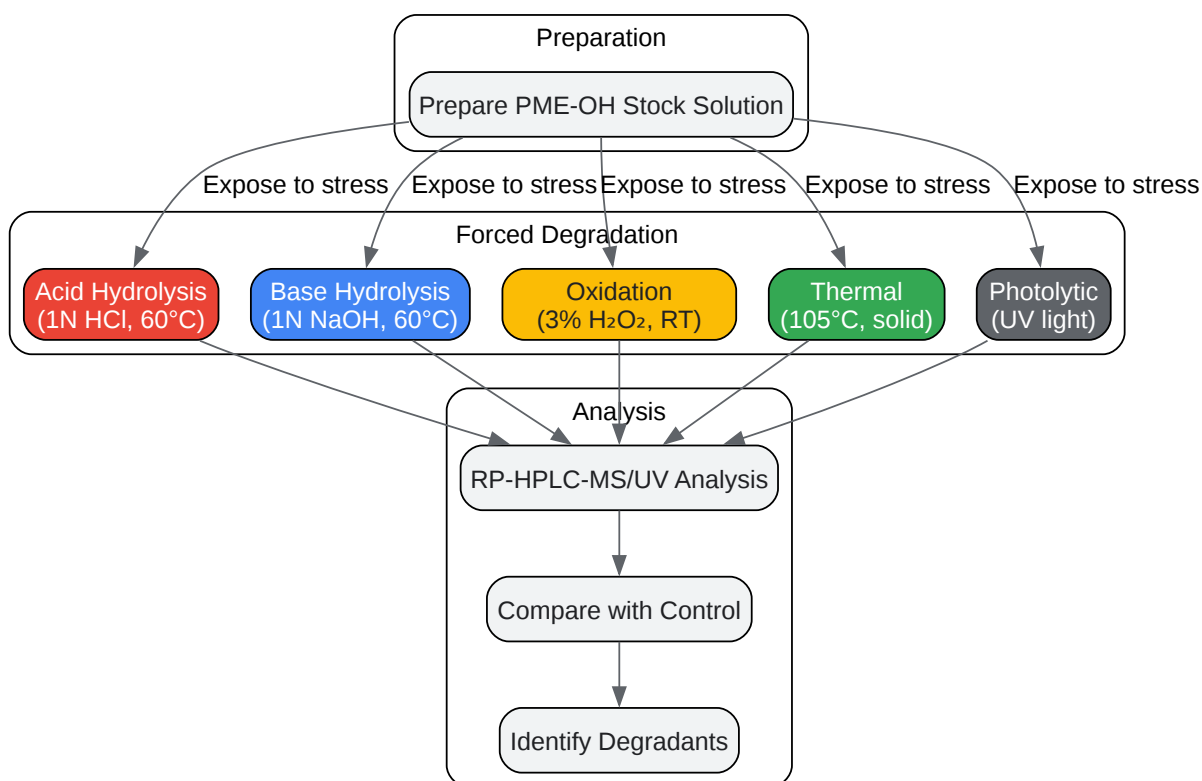 Preparation
Prepare PME-OH Stock Solution
Expose to stress
Expose to stress
Expose to stress
Expose to stress
Expose to stress
Forced Degradation
Acid Hydrolysis
(1N HCl, 60°C)
Base Hydrolysis
(1N NaOH, 60°C)
Oxidation
(3% H₂O₂, RT)
Thermal
(105°C, solid)
Photolytic
(UV light)
Analysis
RP-HPLC-MS/UV Analysis
Compare with Control
Identify Degradants